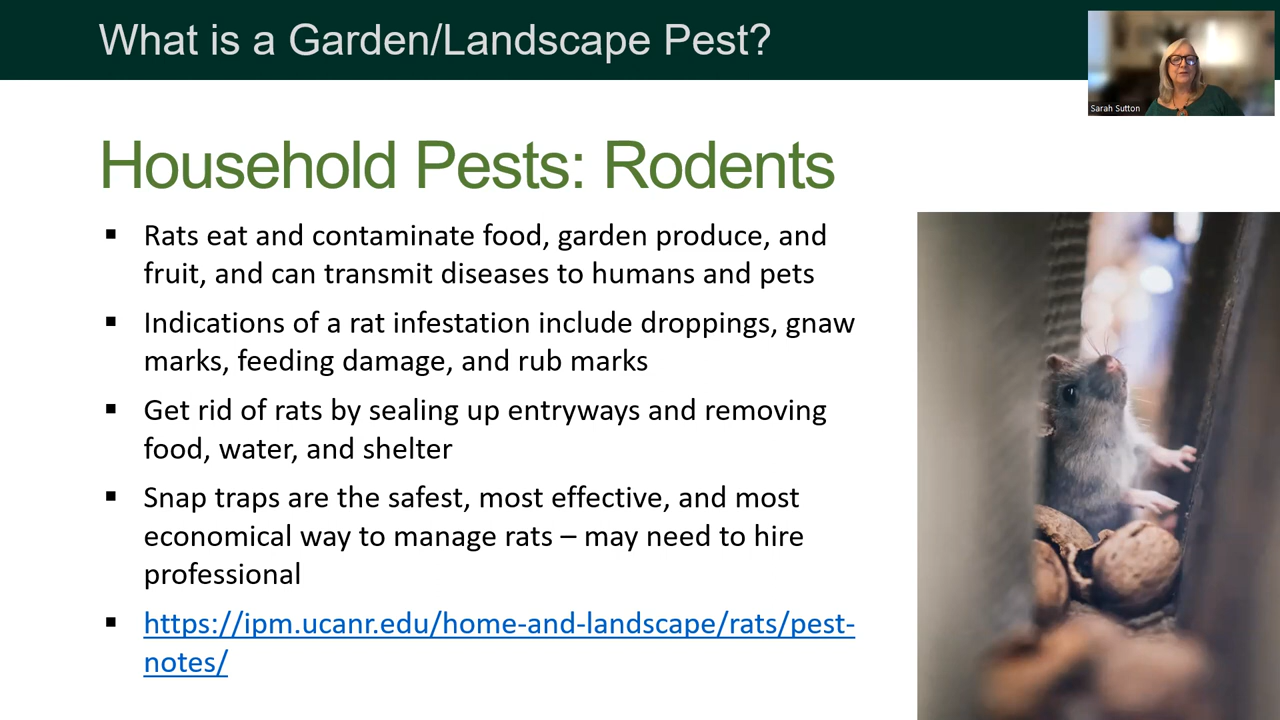 What is a Garden/Landscape Pest?
Sarah Sutton
Household Pests: Rodents
▪ Rats eat and contaminate food, garden produce, and
fruit, and can transmit diseases to humans and pets
▪ Indications of a rat infestation include droppings, gnaw
marks, feeding damage, and rub marks
▪ Get rid of rats by sealing up entryways and removing
food, water, and shelter
▪ Snap traps are the safest, most effective, and most
economical way to manage rats – may need to hire
professional
▪ https://ipm.ucanr.edu/home-and-landscape/rats/pest-
notes/